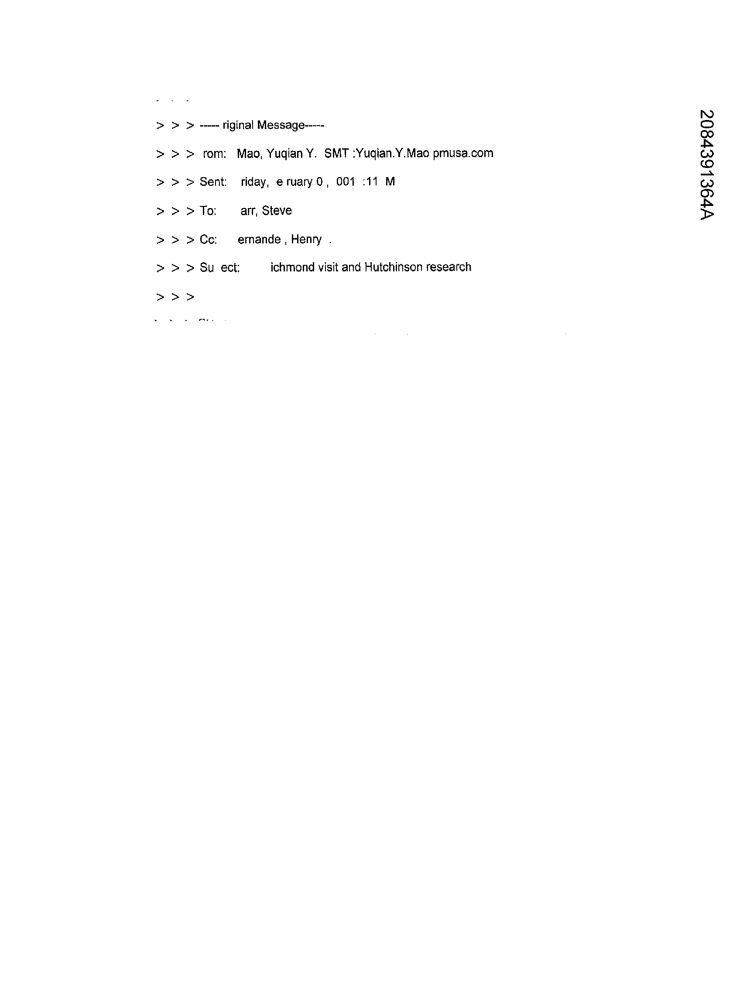 > > > ----- riginal Message-----
> > > rom: Mao, Yuqian Y. SMT :Yuqian.Y.Mao pmusa.com
> > > Sent: riday, e ruary 0 , 001 :11 M
> > > To: arr, Steve
> > > Cc: ernande , Henry .
> > > Su ect: ichmond visit and Hutchinson research
> > >
2084391364A